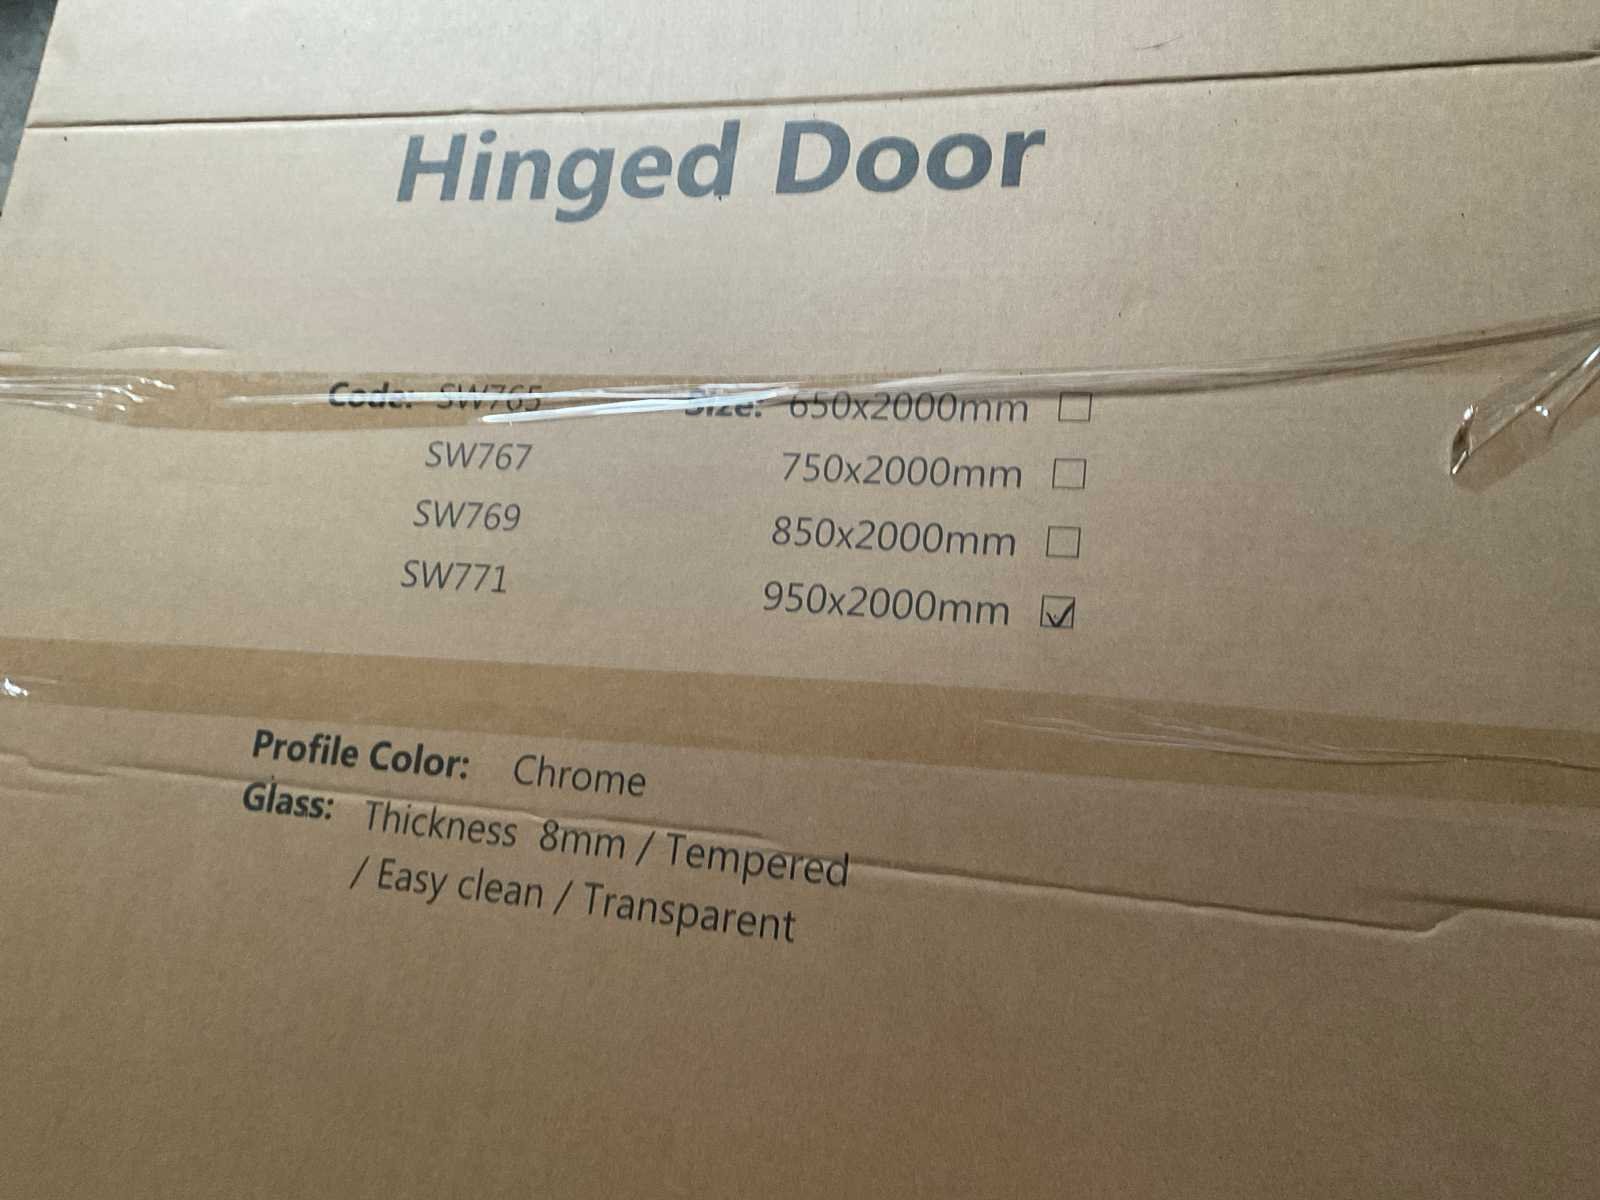 Hinged Door
Code: SW765 Size: 650x2000mm ☐
SW767 750x2000mm ☐
SW769 850x2000mm ☐
SW771 950x2000mm ☑
Profile Color: Chrome
Glass: Thickness 8mm / Tempered
/ Easy clean / Transparent